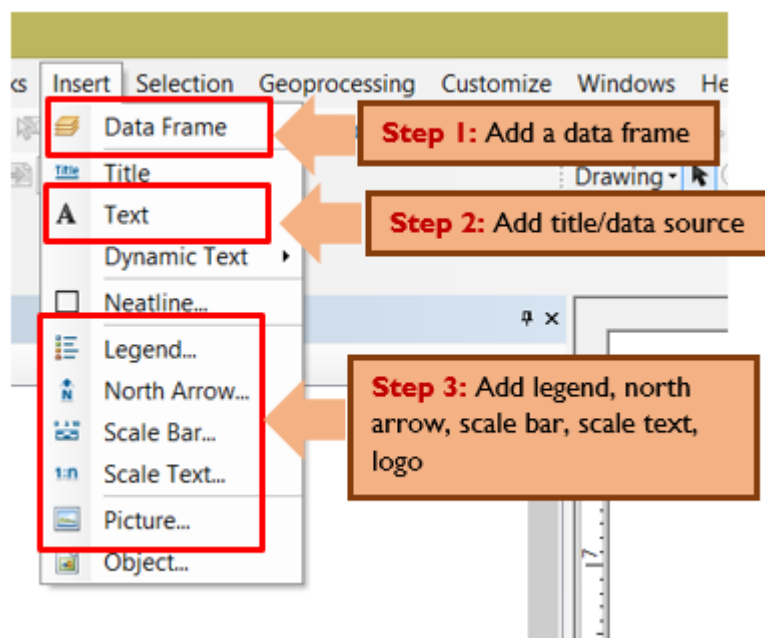 ks Insert Selection Geoprocessing Customize Windows He
Data Frame
Step 1: Add a data frame
Title Title
Drawing
A Text
Step 2: Add title/data source
Dynamic Text
Neatline...
Legend...
N North Arrow...
Step 3: Add legend, north
arrow, scale bar, scale text,
logo
Scale Bar...
1:n Scale Text...
Picture...
Object...
7